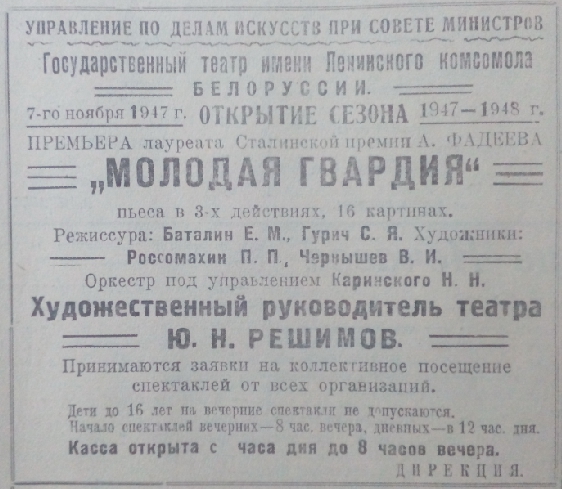 УПРАВЛЕНИЕ ПО ДЕЛАМ ИСКУССТВ ПРИ СОВЕТЕ МИНИСТРОВ
Государственный театр имени Ленинского комсомола
БЕЛОРУССИИ.
7-го ноября 1947 г. ОТКРЫТИЕ СЕЗОНА 1947—1948 г.
ПРЕМЬЕРА лауреата Сталинской премии А. ФАДЕЕВА
„МОЛОДАЯ ГВАРДИЯ“
пьеса в 3-х действиях, 16 картинах.
Режиссура: Баталин Е. М., Гурич С. Я. Художники:
Россомахин П. П., Чернышев В. И.
Оркестр под управлением Каринского Н. Н.
Художественный руководитель театра
Ю. Н. РЕШИМОВ.
Принимаются заявки на коллективное посещение
спектаклей от всех организаций.
Дети до 16 лет на вечерние спектакли не допускаются.
Начало спектаклей вечерних—8 час. вечера, дневных—в 12 час. дня.
Касса открыта с часа дня до 8 часов вечера.
ДИРЕКЦИЯ.